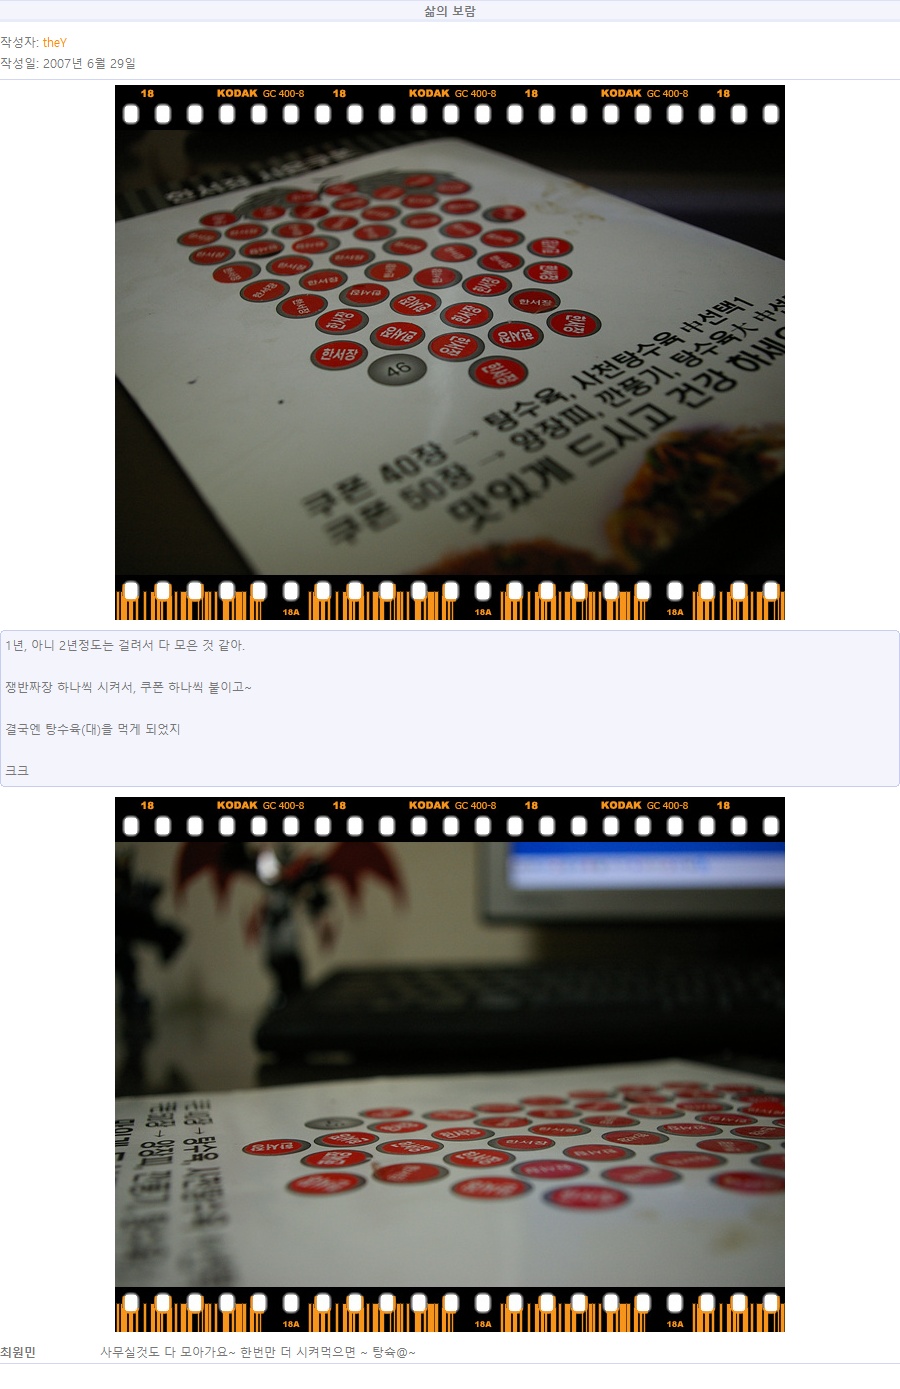 삶의 보람
작성자: theY
작성일: 2007년 6월 29일
18 KODAK GC 400-8 18 KODAK GC 400-8 18 KODAK GC 400-8 18
한서장
46
쿠폰 40장 → 탕수육, 사천탕수육 中선택1
쿠폰 50장 → 양장피, 깐풍기, 탕수육大 中선
맛있게 드시고 건강 하세
18A 18A 18A
1년, 아니 2년정도는 걸려서 다 모은 것 같아.
쟁반짜장 하나씩 시켜서, 쿠폰 하나씩 붙이고~
결국엔 탕수육(대)을 먹게 되었지
크크
18 KODAK GC 400-8 18 KODAK GC 400-8 18 KODAK GC 400-8 18
한서장
18A 18A 18A
최원민 사무실것도 다 모아가요~ 한번만 더 시켜먹으면 ~ 탕슉@~